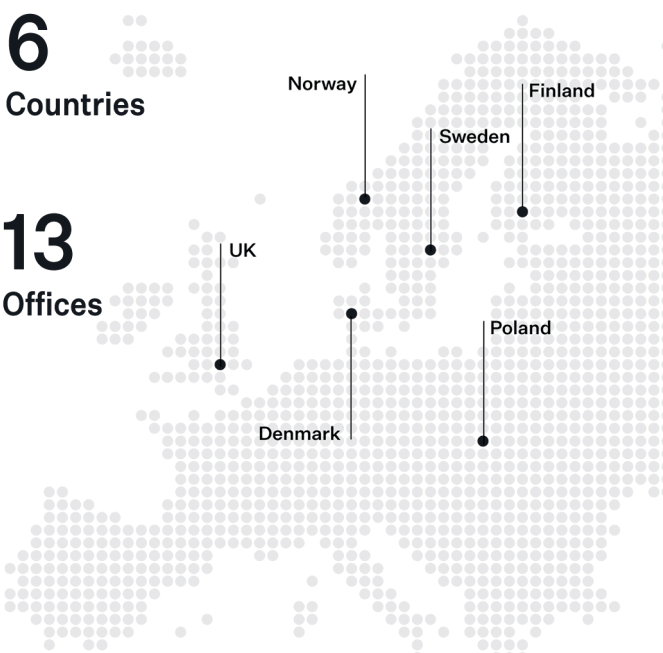 6
Countries
Norway
Finland
Sweden
13
Offices
UK
Poland
Denmark